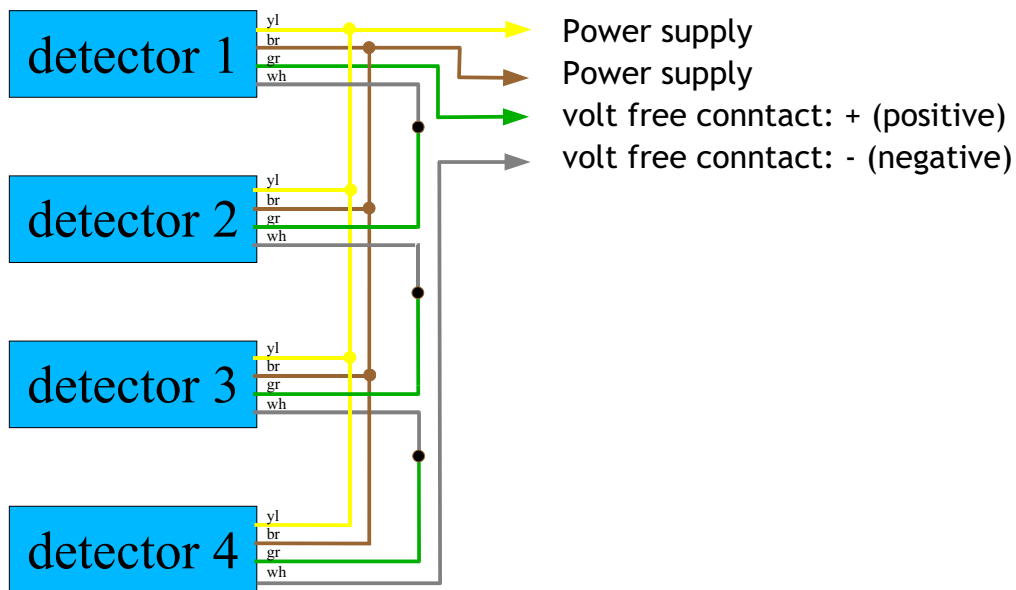 detector 1
yl
br
gr
wh
Power supply
Power supply
volt free conntact: + (positive)
volt free conntact: - (negative)
detector 2
yl
br
gr
wh
detector 3
yl
br
gr
wh
detector 4
yl
br
gr
wh